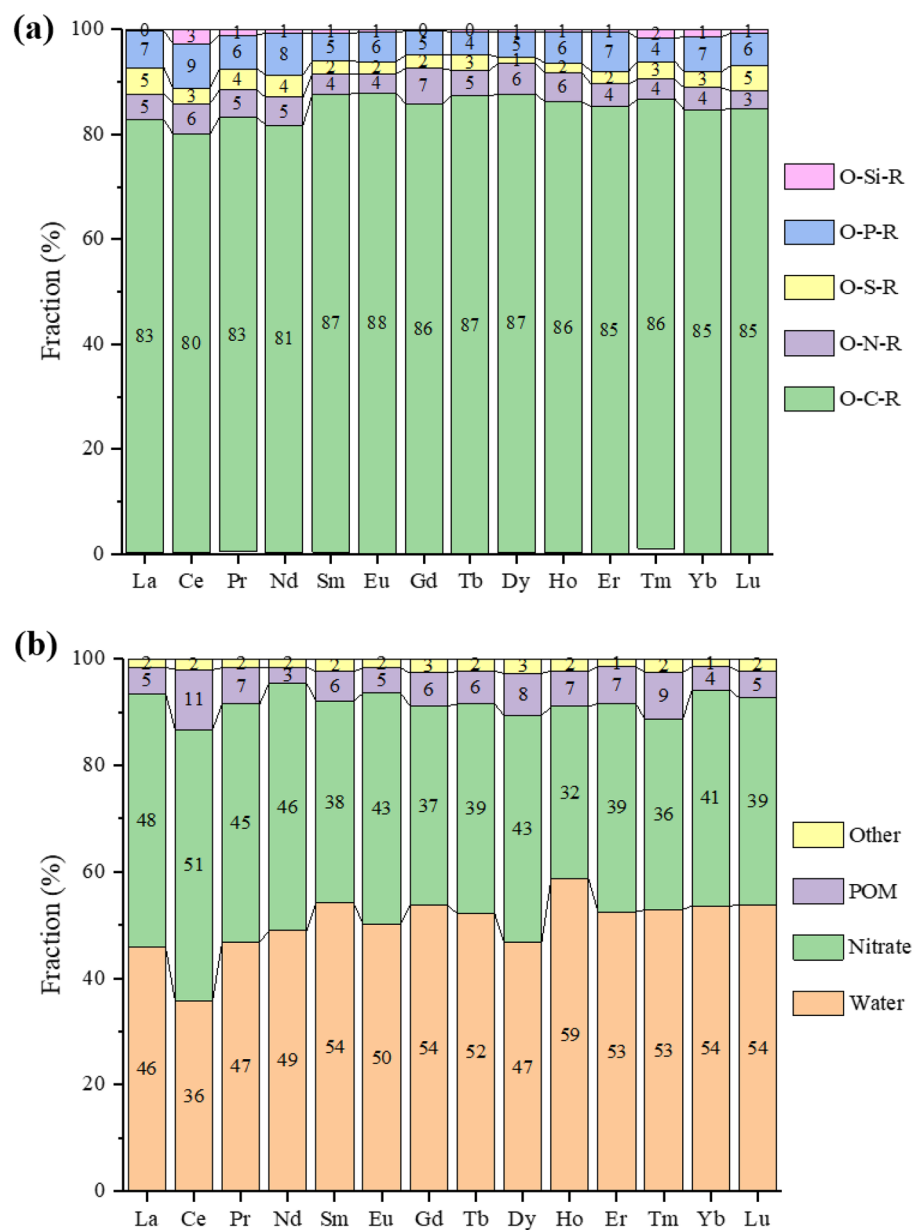 (a)
Fraction (%)
100
80
60
40
20
0
0 3 1 1 1 1 0 0 1 1 1 2 1 1
7 9 6 8 5 6 5 4 5 6 7 4 7 6
5 3 4 4 2 2 2 3 1 2 2 3 3 5
5 6 5 5 4 4 7 5 6 6 4 4 4 3
83 80 83 81 87 88 86 87 87 86 85 86 85 85
La Ce Pr Nd Sm Eu Gd Tb Dy Ho Er Tm Yb Lu
O-Si-R
O-P-R
O-S-R
O-N-R
O-C-R
(b)
Fraction (%)
100
80
60
40
20
0
2 2 2 2 2 2 3 2 3 2 1 2 1 2
5 11 7 3 6 5 6 6 8 7 7 9 4 5
48 51 45 46 38 43 37 39 43 32 39 36 41 39
46 36 47 49 54 50 54 52 47 59 53 53 54 54
La Ce Pr Nd Sm Eu Gd Tb Dy Ho Er Tm Yb Lu
Other
POM
Nitrate
Water